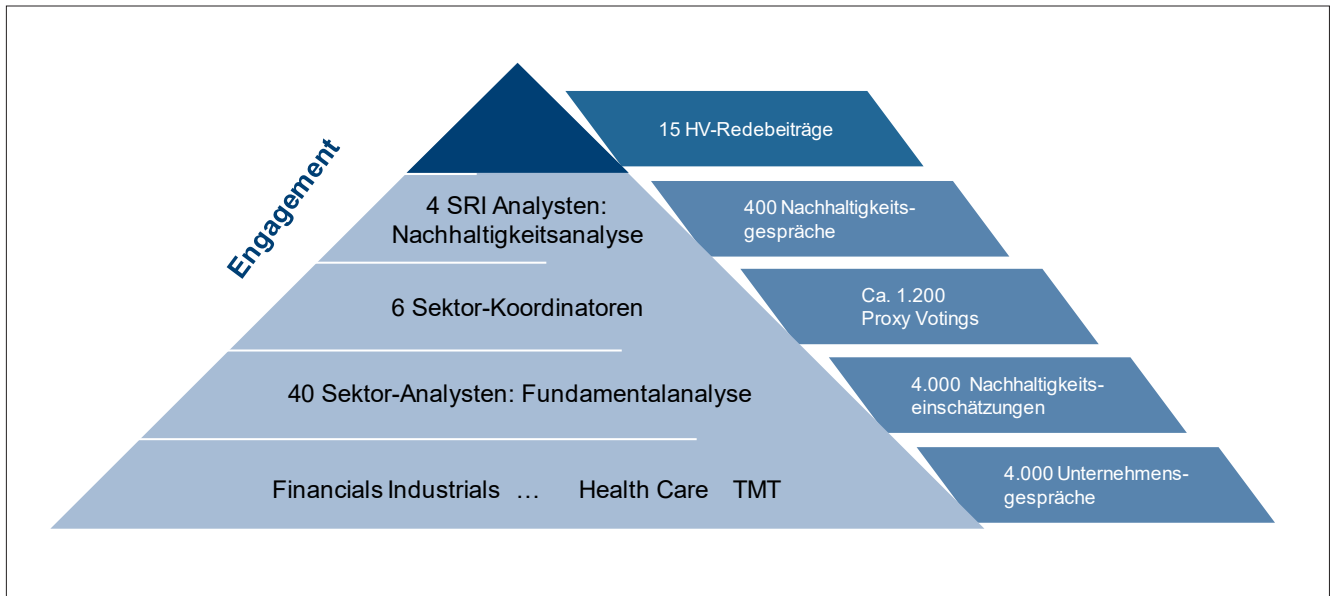 Engagement
15 HV-Redebeiträge
4 SRI Analysten:
Nachhaltigkeitsanalyse
400 Nachhaltigkeits-
gespräche
6 Sektor-Koordinatoren
Ca. 1.200
Proxy Votings
40 Sektor-Analysten: Fundamentalanalyse
4.000 Nachhaltigkeits-
einschätzungen
Financials Industrials … Health Care TMT
4.000 Unternehmens-
gespräche